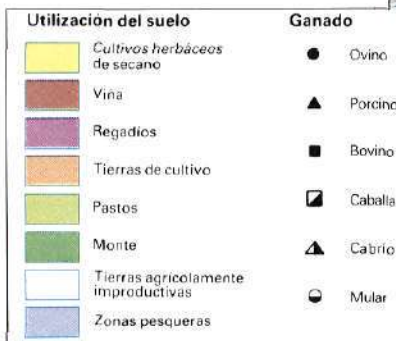 Utilización del suelo
Cultivos herbáceos
de secano
Viña
Regadíos
Tierras de cultivo
Pastos
Monte
Tierras agrícolamente
improductivas
Zonas pesqueras
Ganado
Ovino
Porcino
Bovino
Caballa
Cabrío
Mular